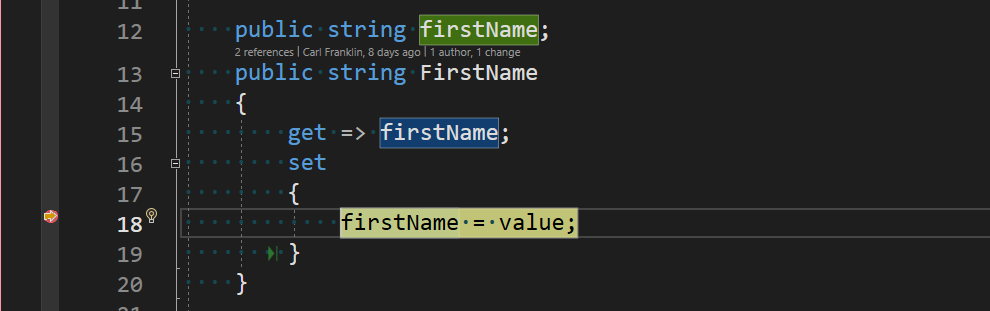 11
12 public string firstName;
2 references | Carl Franklin, 8 days ago | 1 author, 1 change
13 public string FirstName
14 {
15 get => firstName;
16 set
17 {
18 firstName = value;
19 }
20 }
21